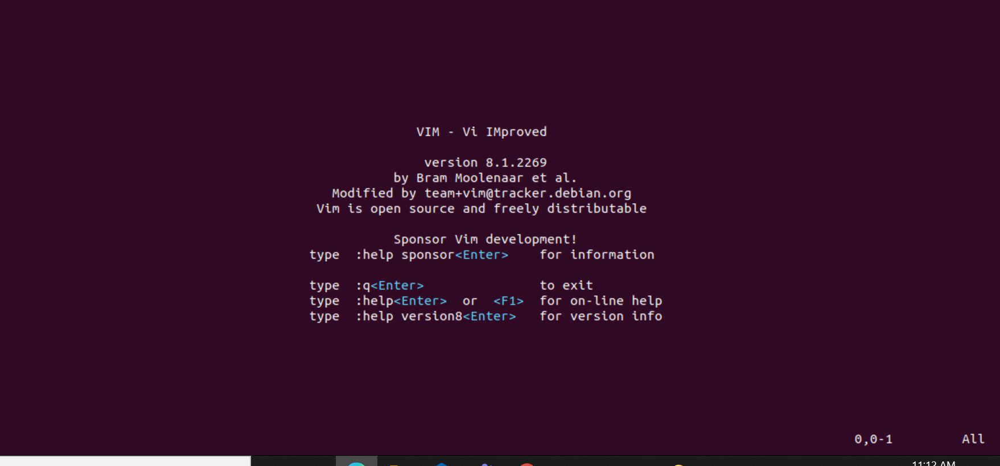 VIM - Vi IMproved
version 8.1.2269
by Bram Moolenaar et al.
Modified by team+vim@tracker.debian.org
Vim is open source and freely distributable
Sponsor Vim development!
type :help sponsor<Enter> for information
type :q<Enter> to exit
type :help<Enter> or <F1> for on-line help
type :help version8<Enter> for version info
0,0-1 All
11:12 AM